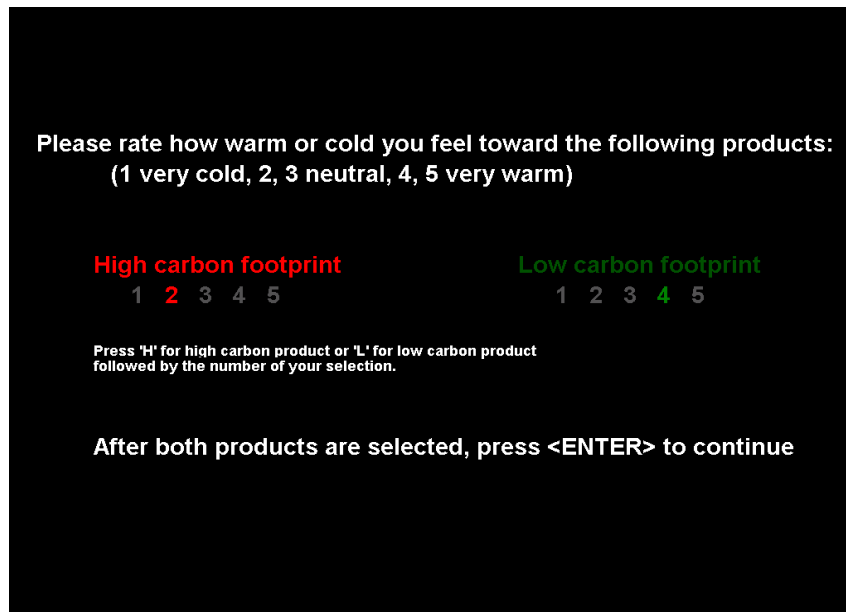 Please rate how warm or cold you feel toward the following products:
(1 very cold, 2, 3 neutral, 4, 5 very warm)
High carbon footprint Low carbon footprint
1 2 3 4 5 1 2 3 4 5
Press 'H' for high carbon product or 'L' for low carbon product
followed by the number of your selection.
After both products are selected, press <ENTER> to continue